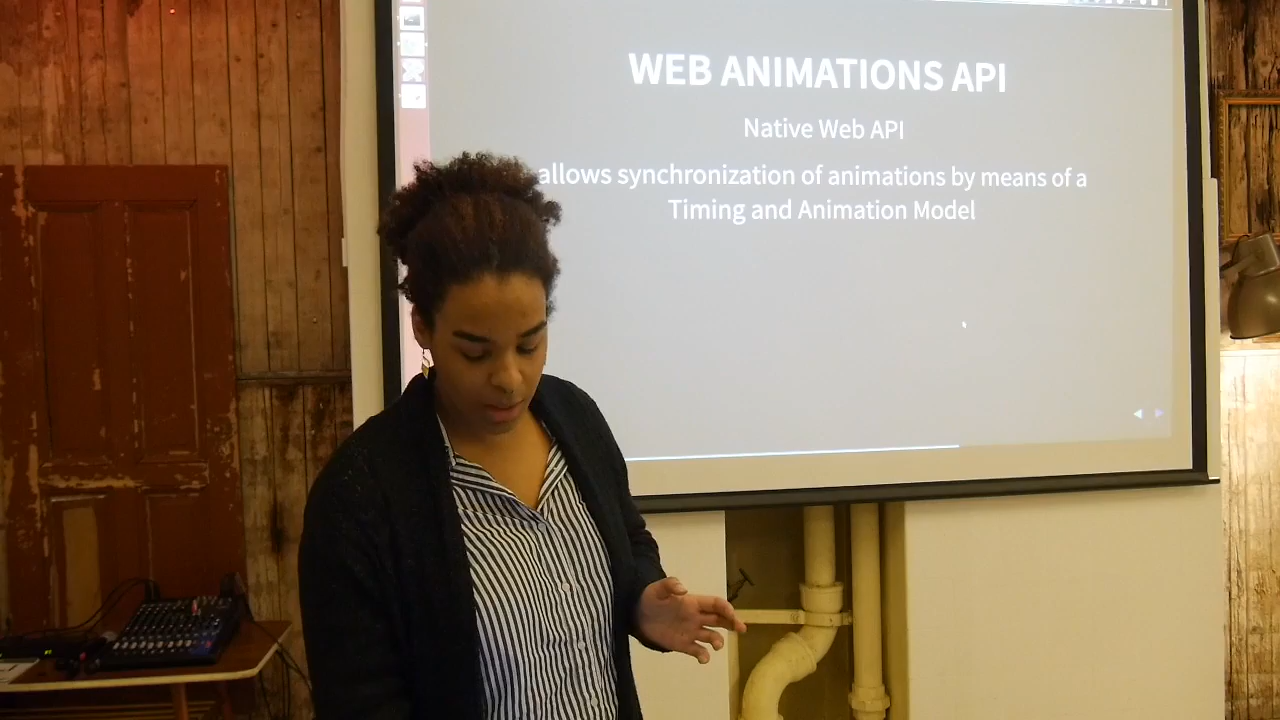 WEB ANIMATIONS API
Native Web API
allows synchronization of animations by means of a
Timing and Animation Model